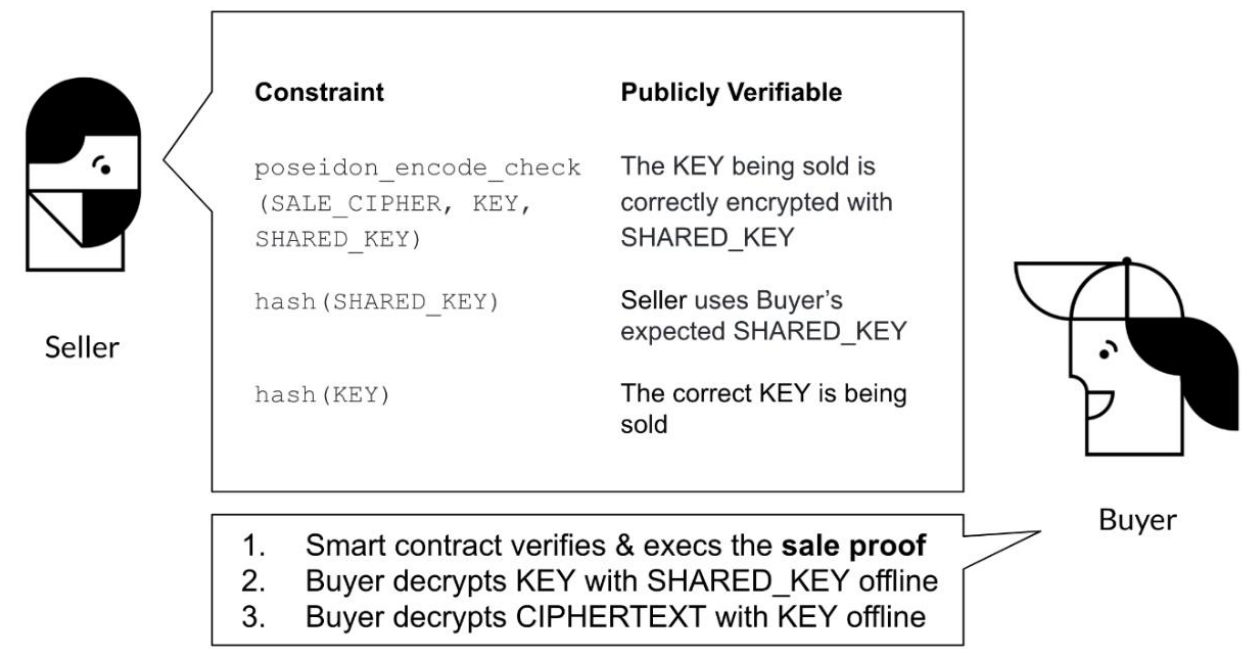 Constraint
Publicly Verifiable
poseidon_encode_check
(SALE_CIPHER, KEY,
SHARED_KEY)
The KEY being sold is
correctly encrypted with
SHARED_KEY
hash(SHARED_KEY)
Seller uses Buyer's
expected SHARED_KEY
hash(KEY)
The correct KEY is being
sold
Seller
Buyer
1. Smart contract verifies & execs the sale proof
2. Buyer decrypts KEY with SHARED_KEY offline
3. Buyer decrypts CIPHERTEXT with KEY offline